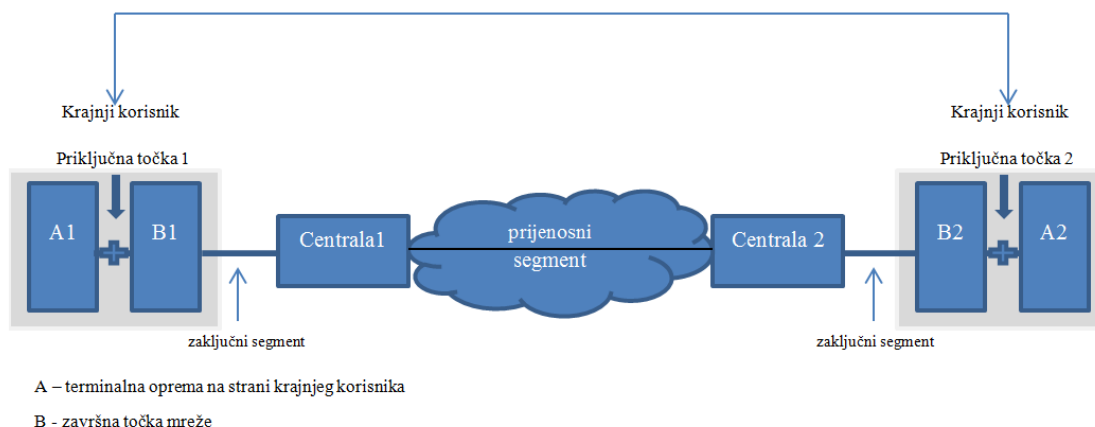 Krajnji korisnik
Krajnji korisnik
Priključna točka 1
Priključna točka 2
A1
B1
Centrala1
prijenosni
segment
Centrala 2
B2
A2
zaključni segment
zaključni segment
A – terminalna oprema na strani krajnjeg korisnika
B - završna točka mreže